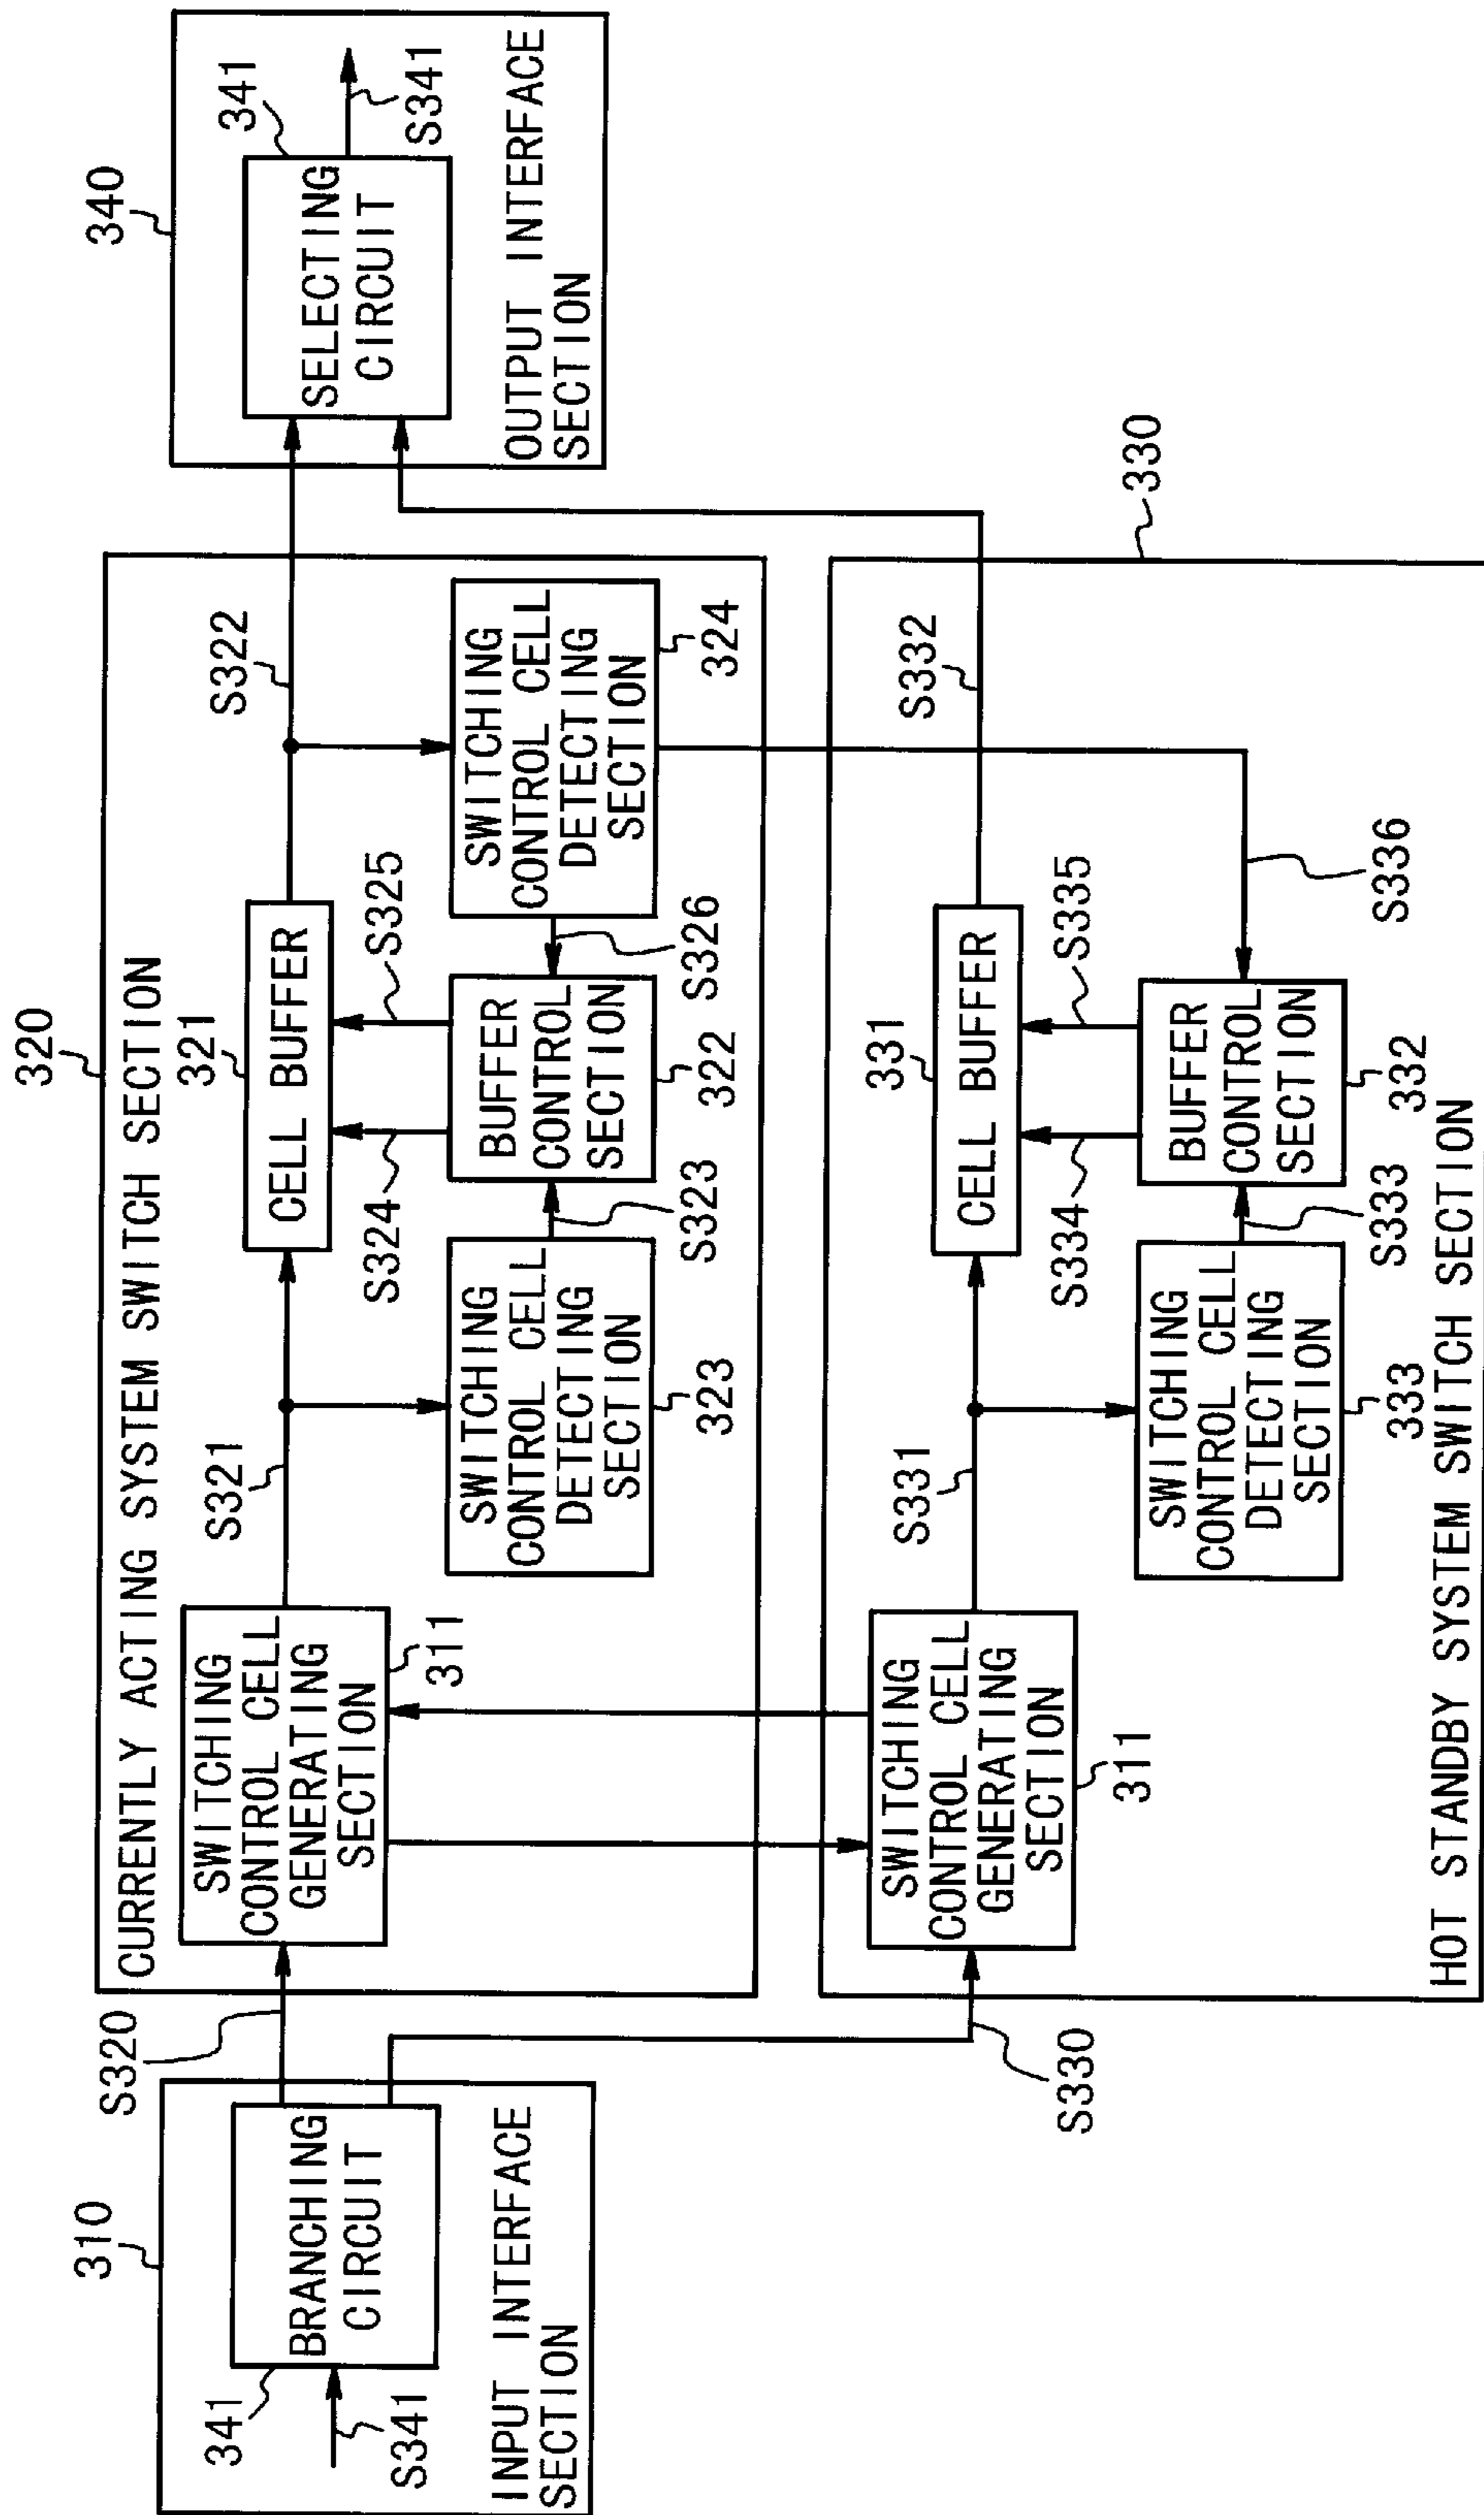 310
341
BRANCHING
CIRCUIT
S341
INPUT INTERFACE
SECTION
S320
S330
320
CURRENTLY ACTING SYSTEM SWITCH SECTION
SWITCHING
CONTROL CELL
GENERATING
SECTION
311
S321
321
CELL BUFFER
S322
S324
S325
SWITCHING
CONTROL CELL
DETECTING
SECTION
323
S323
BUFFER
CONTROL
SECTION
322
S326
SWITCHING
CONTROL CELL
DETECTING
SECTION
324
340
341
SELECTING
CIRCUIT
S341
OUTPUT INTERFACE
SECTION
330
SWITCHING
CONTROL CELL
GENERATING
SECTION
311
S331
331
CELL BUFFER
S332
S334
S335
SWITCHING
CONTROL CELL
DETECTING
SECTION
333
S333
BUFFER
CONTROL
SECTION
332
S336
HOT STANDBY SYSTEM SWITCH SECTION